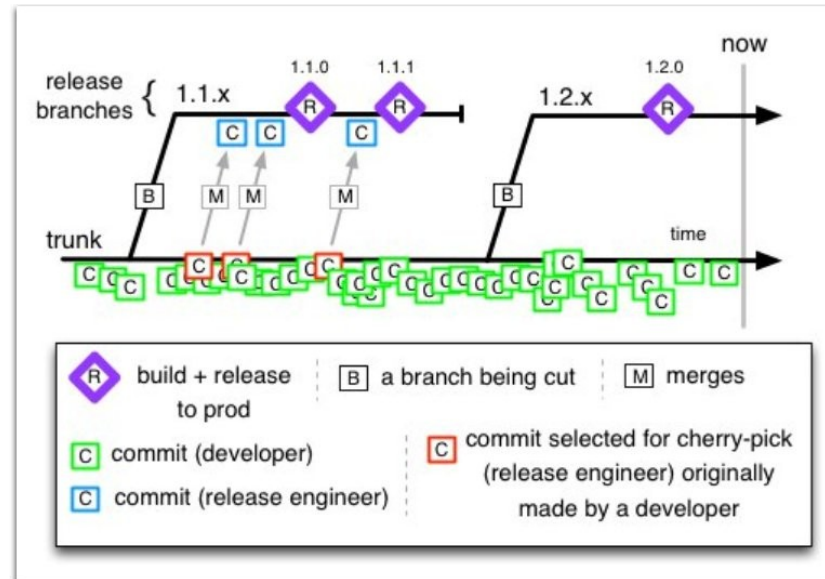 now
1.1.0 1.1.1 1.2.0
release
branches { 1.1.x 1.2.x
R R R
C C C
B M M M B
trunk time
C C C C C C C C C C C C C C C C C C C C C C C C C C C C C C C C C C C C C C C
R build + release
to prod
B a branch being cut
M merges
C commit (developer)
C commit (release engineer)
C commit selected for cherry-pick
(release engineer) originally
made by a developer